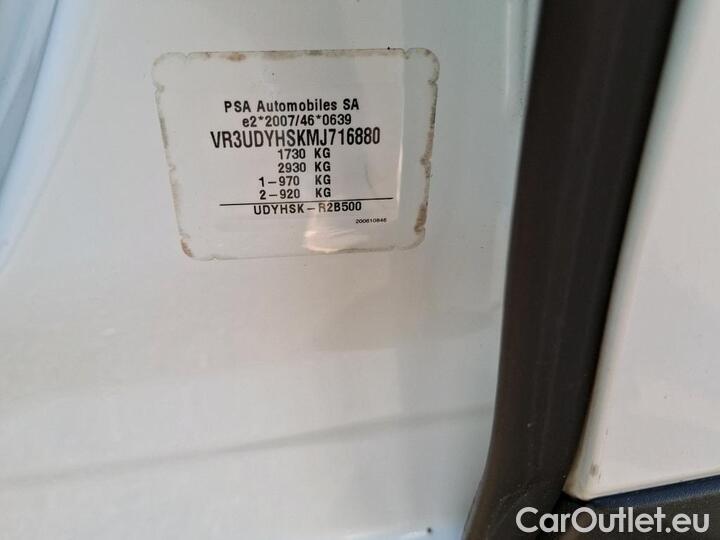 PSA Automobiles SA
e2*2007/46*0639
VR3UDYHSKMJ716880
1730 KG
2930 KG
1-970 KG
2-920 KG
UDYHSK-R2B500
200610846
CarOutlet.eu